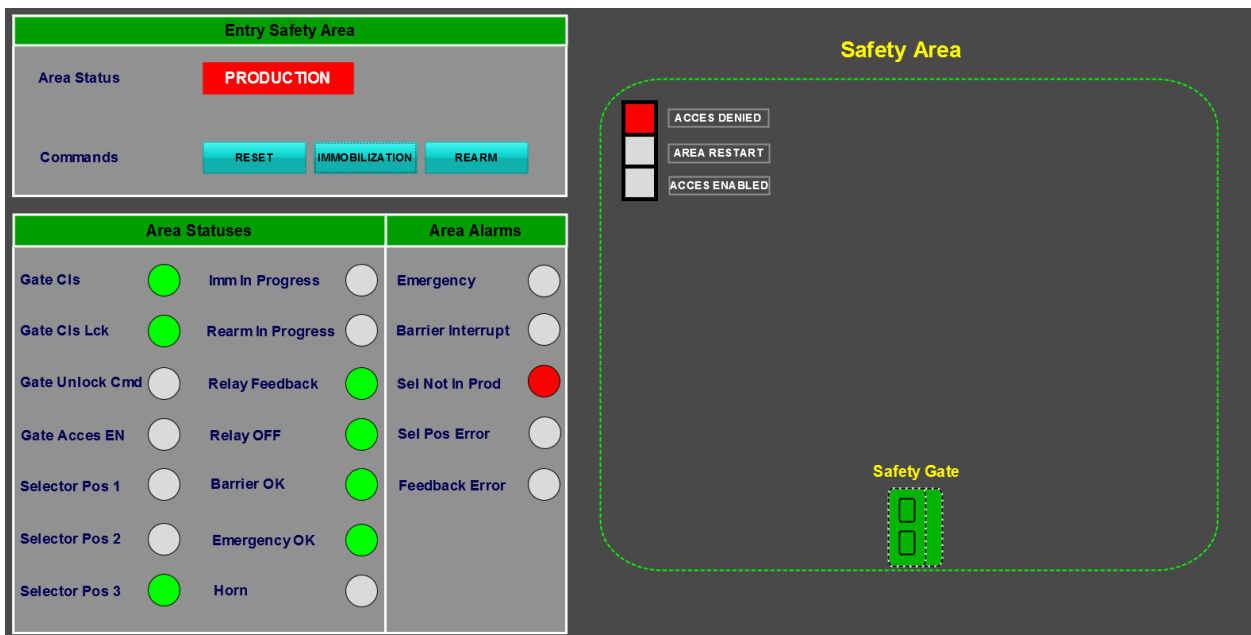 Entry Safety Area
Area Status
PRODUCTION
Commands
RESET
IMMOBILIZATION
REARM
Area Statuses
Area Alarms
Gate Cls
Imm In Progress
Emergency
Gate Cls Lck
Rearm In Progress
Barrier Interrupt
Gate Unlock Cmd
Relay Feedback
Sel Not In Prod
Gate Acces EN
Relay OFF
Sel Pos Error
Selector Pos 1
Barrier OK
Feedback Error
Selector Pos 2
Emergency OK
Selector Pos 3
Horn
Safety Area
ACCES DENIED
AREA RESTART
ACCES ENABLED
Safety Gate